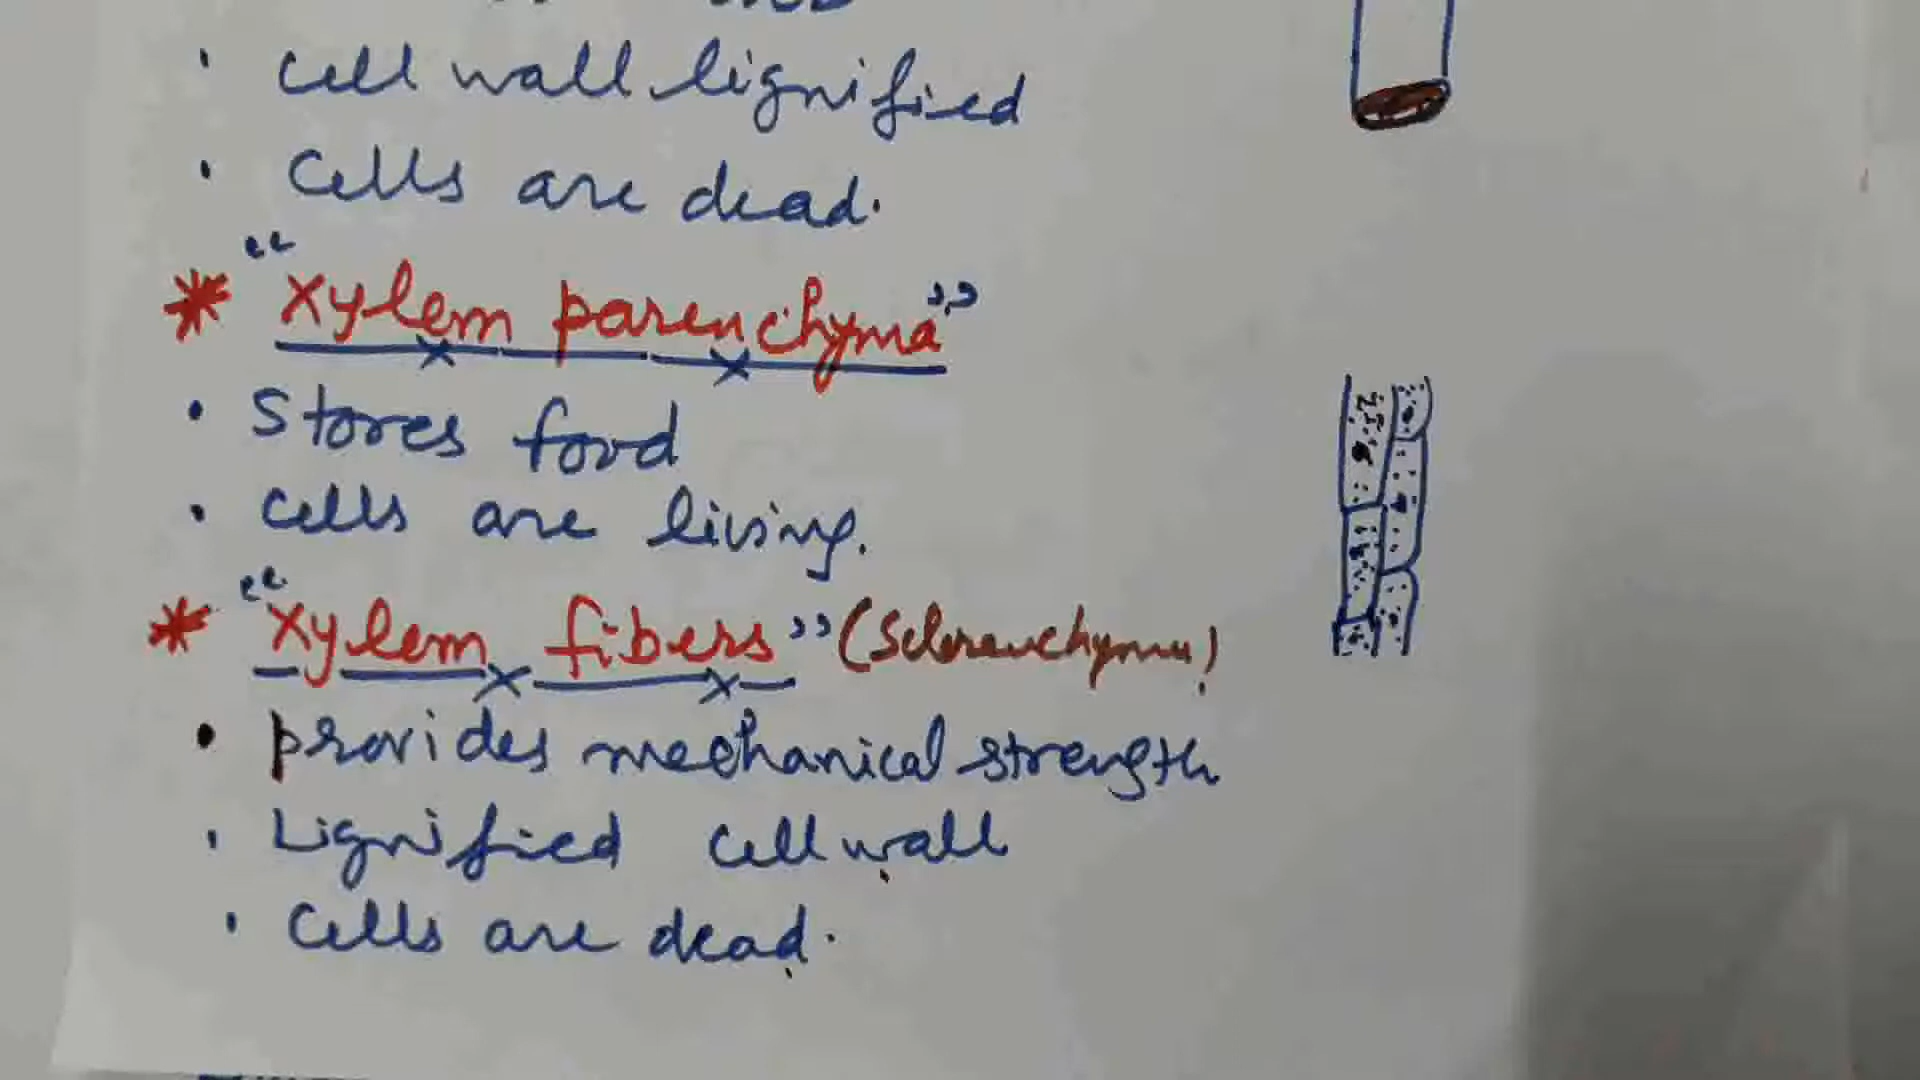 • Cell wall lignified
• Cells are dead.
* "Xylem parenchyma"
• Stores food
• Cells are living.
* "Xylem fibers" (Sclerenchyma)
• provides mechanical strength
• Lignified cell wall
• Cells are dead.